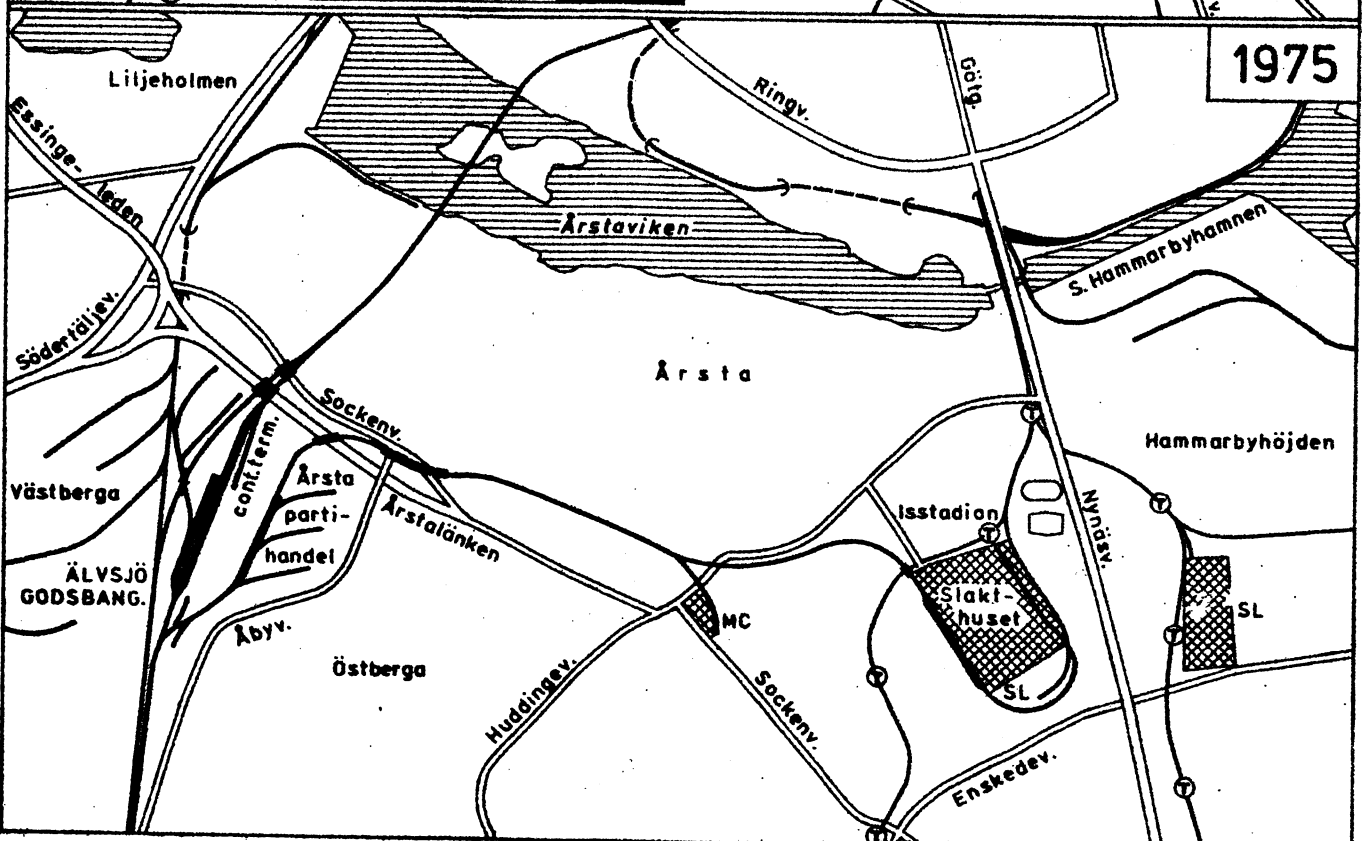 v.
1975
Liljeholmen
Götg.
Ringv.
Essinge-
leden
Årstaviken
S. Hammarbyhamnen
Södertäljev.
Årsta
Sockenv.
Hammarbyhöjden
cont.term.
Västberga
Årsta
parti-
handel
Årstalänken
Isstadion
Nynäsv.
ÄLVSJÖ
GODSBANG.
Slakt-
huset
MC
SL
Åbyv.
Östberga
Huddingev.
Sockenv.
SL
Enskedev.
T
T
T
T
T
T
T